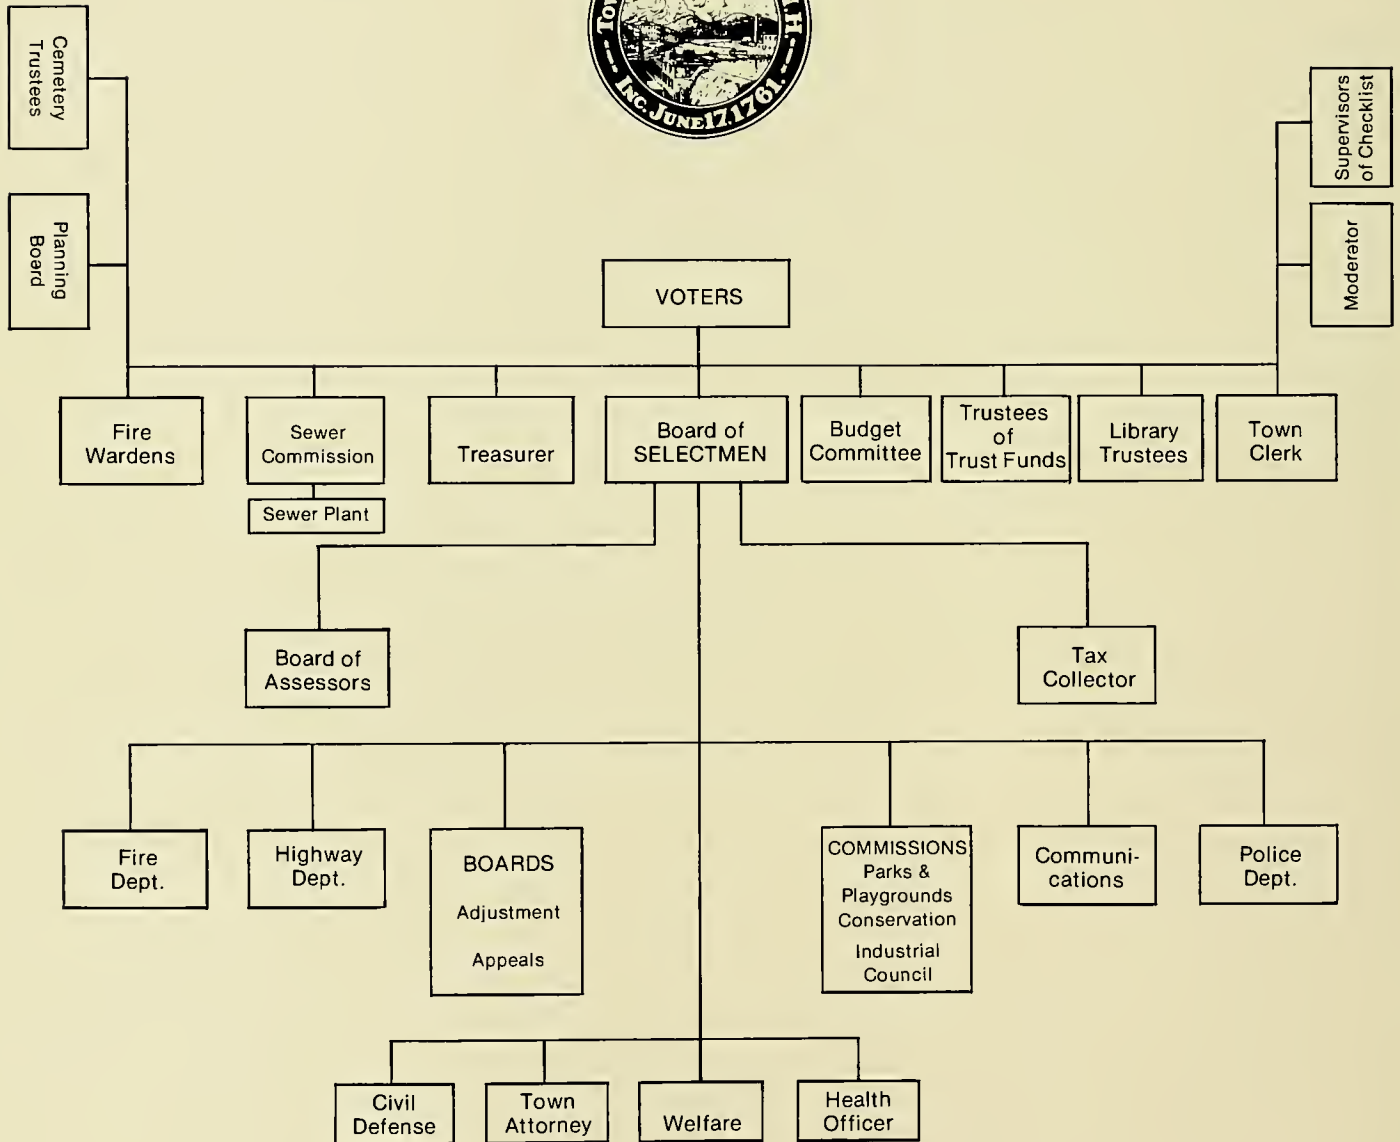 INC. JUNE 17, 1761.
Cemetery
Trustees
Planning
Board
Supervisors
of Checklist
Moderator
VOTERS
Fire
Wardens
Sewer
Commission
Sewer Plant
Treasurer
Board of
SELECTMEN
Budget
Committee
Trustees
of
Trust Funds
Library
Trustees
Town
Clerk
Board of
Assessors
Tax
Collector
Fire
Dept.
Highway
Dept.
BOARDS
Adjustment
Appeals
COMMISSIONS
Parks &
Playgrounds
Conservation
Industrial
Council
Communi-
cations
Police
Dept.
Civil
Defense
Town
Attorney
Welfare
Health
Officer